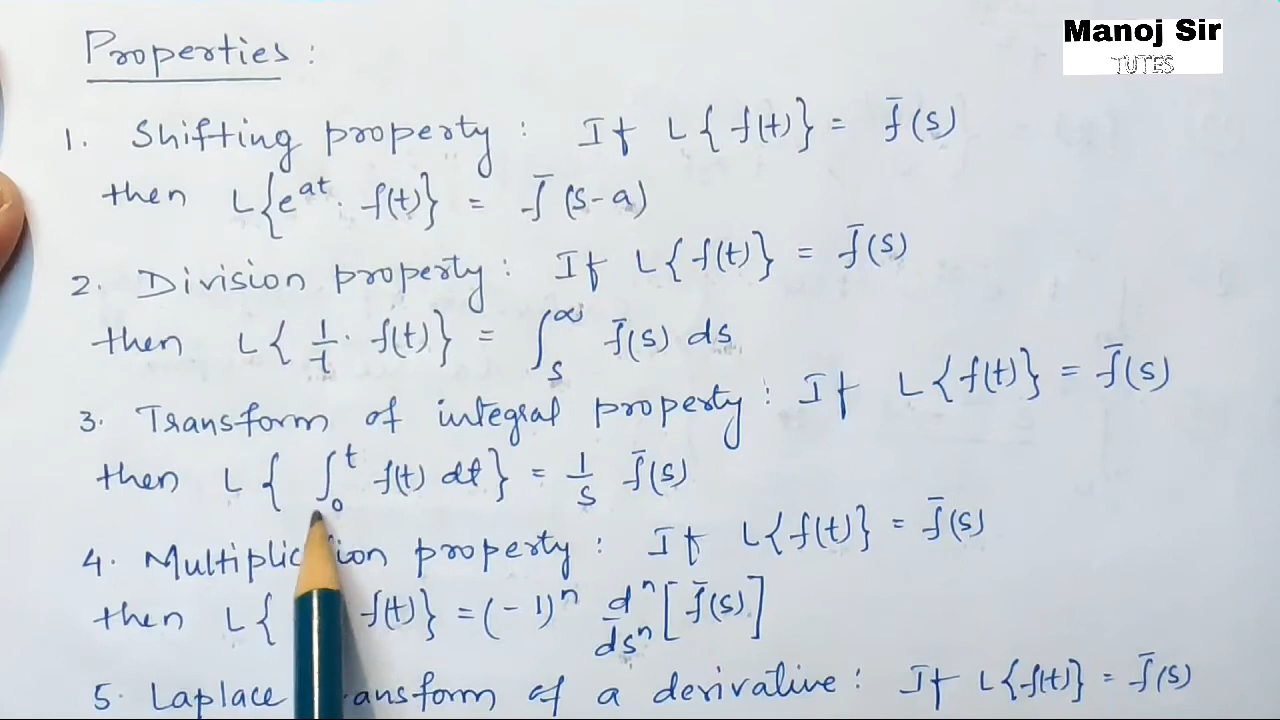 Manoj Sir
TUTES
Properties :
1. Shifting property : If L{f(t)} = f̄(s)
then L{e^at . f(t)} = f̄(s-a)
2. Division property : If L{f(t)} = f̄(s)
then L{ 1/t . f(t)} = ∫_s^∞ f̄(s) ds
3. Transform of integral property : If L{f(t)} = f̄(s)
then L{ ∫_0^t f(t) dt} = 1/s f̄(s)
4. Multiplic ion property : If L{f(t)} = f̄(s)
then L{ f(t)} = (-1)^n d^n/ds^n [f̄(s)]
5. Laplace ransform of a derivative : If L{f(t)} = f̄(s)